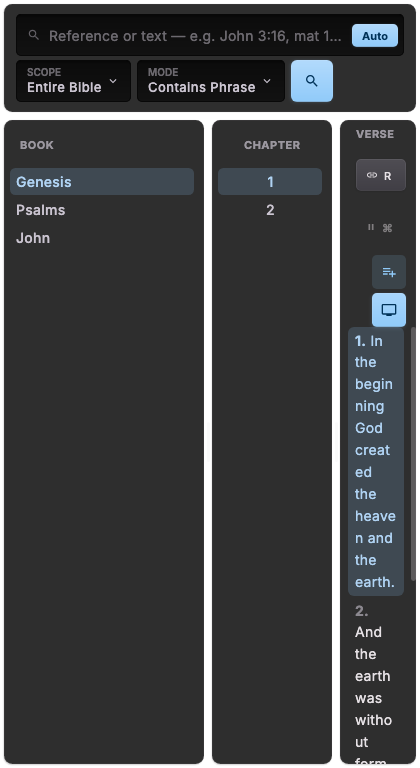 Reference or text — e.g. John 3:16, mat 1...
Auto
SCOPE
Entire Bible
MODE
Contains Phrase
BOOK
Genesis
Psalms
John
CHAPTER
1
2
VERSE
R
⌘
1. In
the
begin
ning
God
creat
ed
the
heave
n and
the
earth.
2.
And
the
earth
was
witho
ut
form